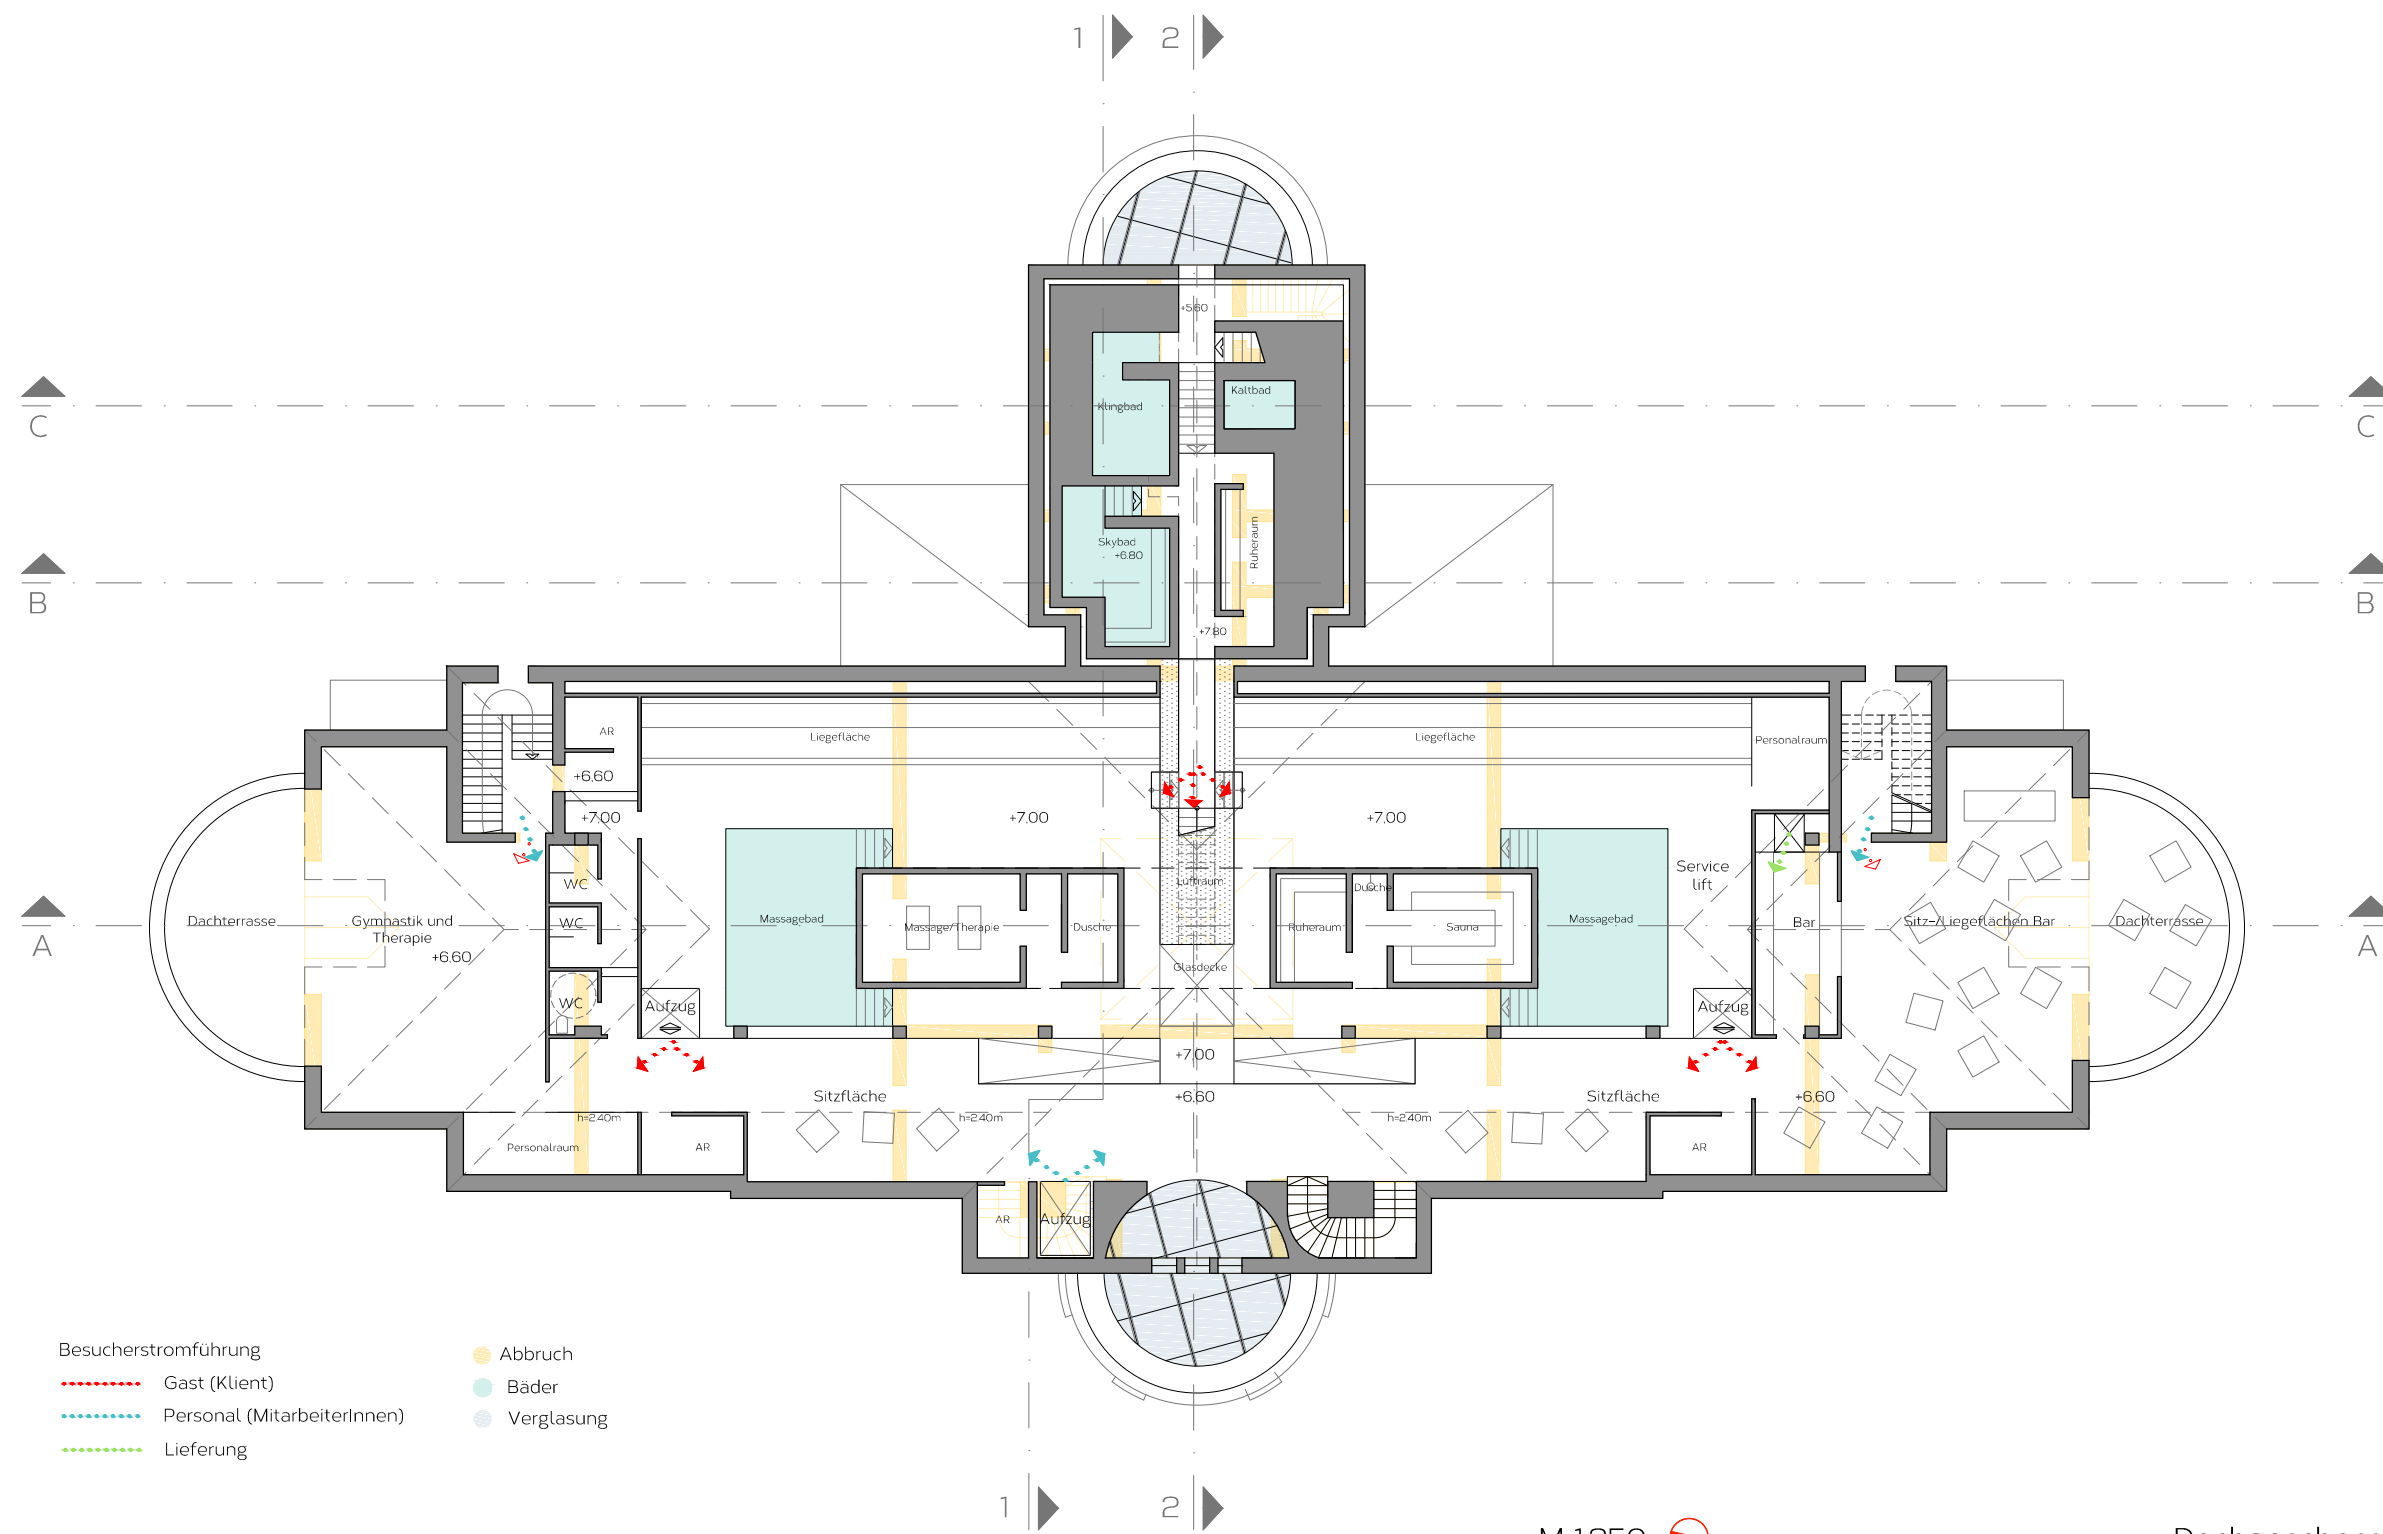 1
2
+5.60
Kaltbad
Klingbad
C
C
Skybad
+6.80
Ruheraum
B
B
+7.80
AR
Liegefläche
Liegefläche
Personalraum
+6.60
+7.00
+7.00
+7.00
Service
lift
WC
Luftraum
Dusche
Dachterrasse
Gymnastik und
Therapie
+6.60
WC
Massagebad
Massage/Therapie
Dusche
Ruheraum
Sauna
Massagebad
Bar
Sitz-/Liegeflächen Bar
Dachterrasse
A
A
Glasdecke
WC
Aufzug
Aufzug
+7.00
Sitzfläche
+6.60
Sitzfläche
+6.60
h=2.40m
h=2.40m
h=2.40m
Personalraum
AR
AR
AR
Aufzug
Besucherstromführung
Gast (Klient)
Personal (MitarbeiterInnen)
Lieferung
Abbruch
Bäder
Verglasung
1
2